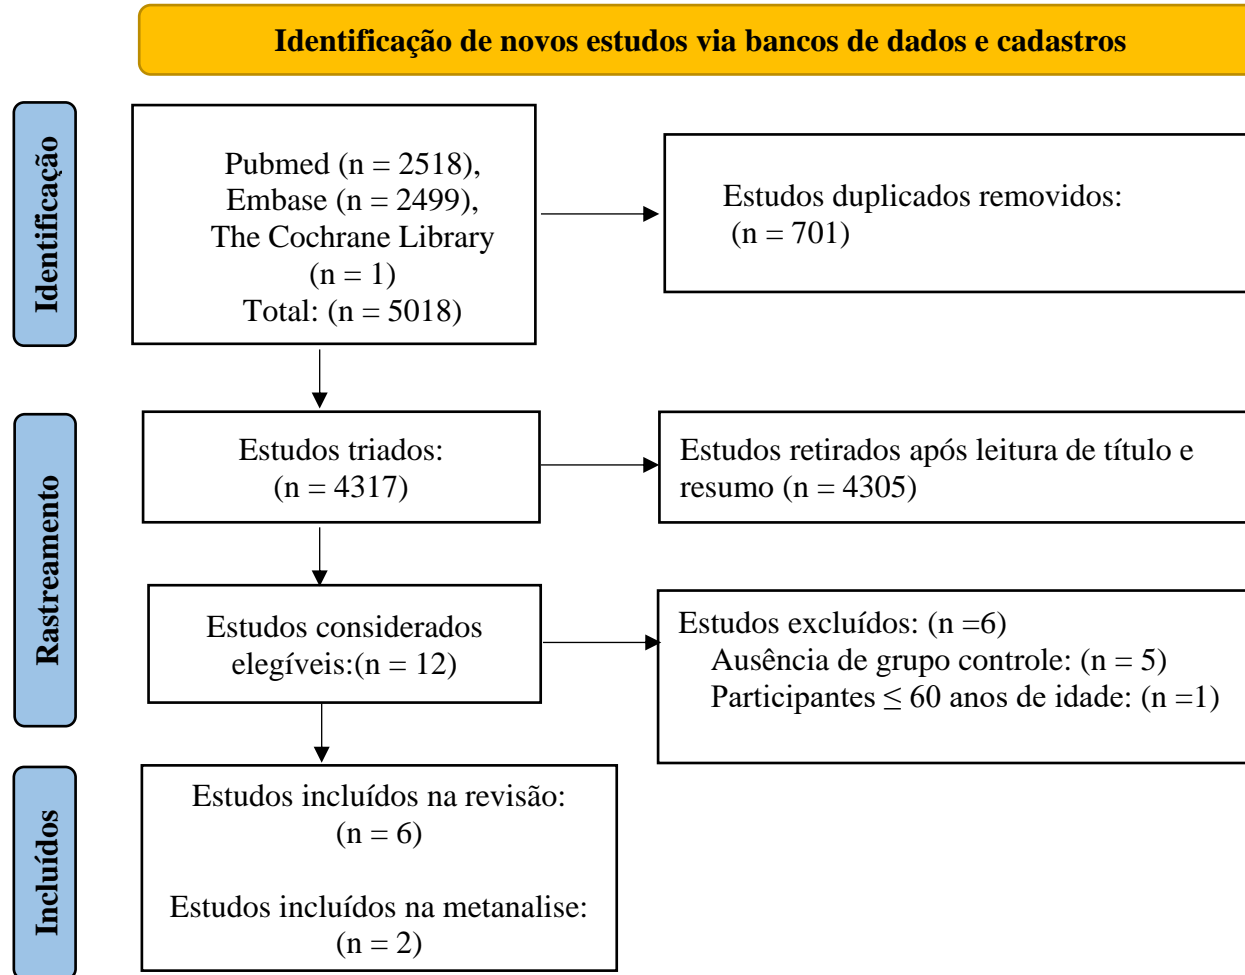 Identificação de novos estudos via bancos de dados e cadastros
Identificação
Pubmed (n = 2518),
Embase (n = 2499),
The Cochrane Library
(n = 1)
Total: (n = 5018)
Estudos duplicados removidos:
(n = 701)
Rastreamento
Estudos triados:
(n = 4317)
Estudos retirados após leitura de título e
resumo (n = 4305)
Estudos considerados
elegíveis:(n = 12)
Estudos excluídos: (n =6)
Ausência de grupo controle: (n = 5)
Participantes ≤ 60 anos de idade: (n =1)
Incluídos
Estudos incluídos na revisão:
(n = 6)
Estudos incluídos na metanalise:
(n = 2)